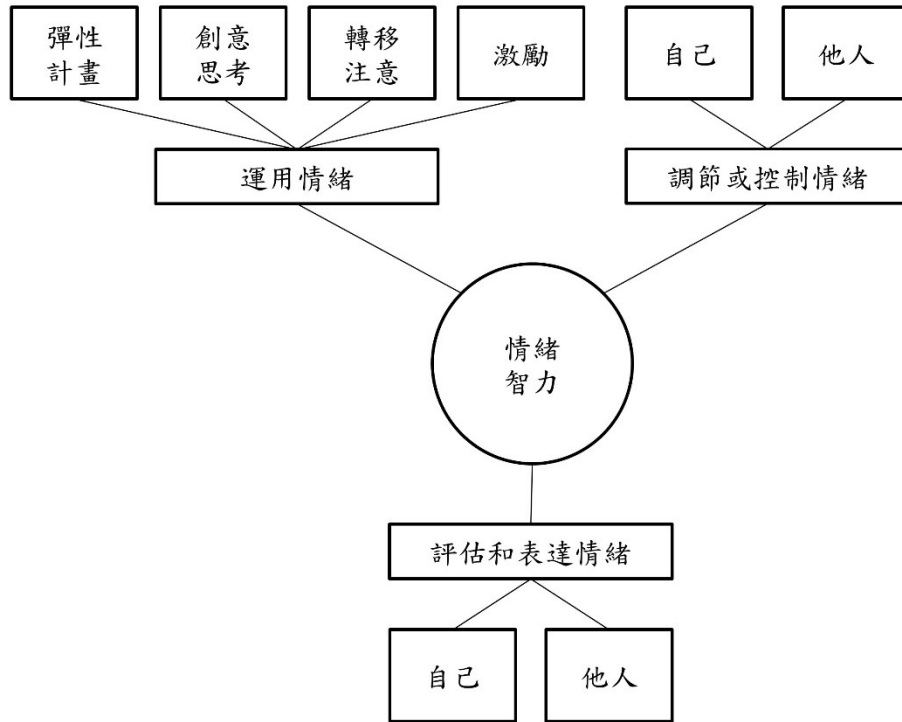 彈性
計畫
創意
思考
轉移
注意
激勵
自己
他人
運用情緒
調節或控制情緒
情緒
智力
評估和表達情緒
自己
他人